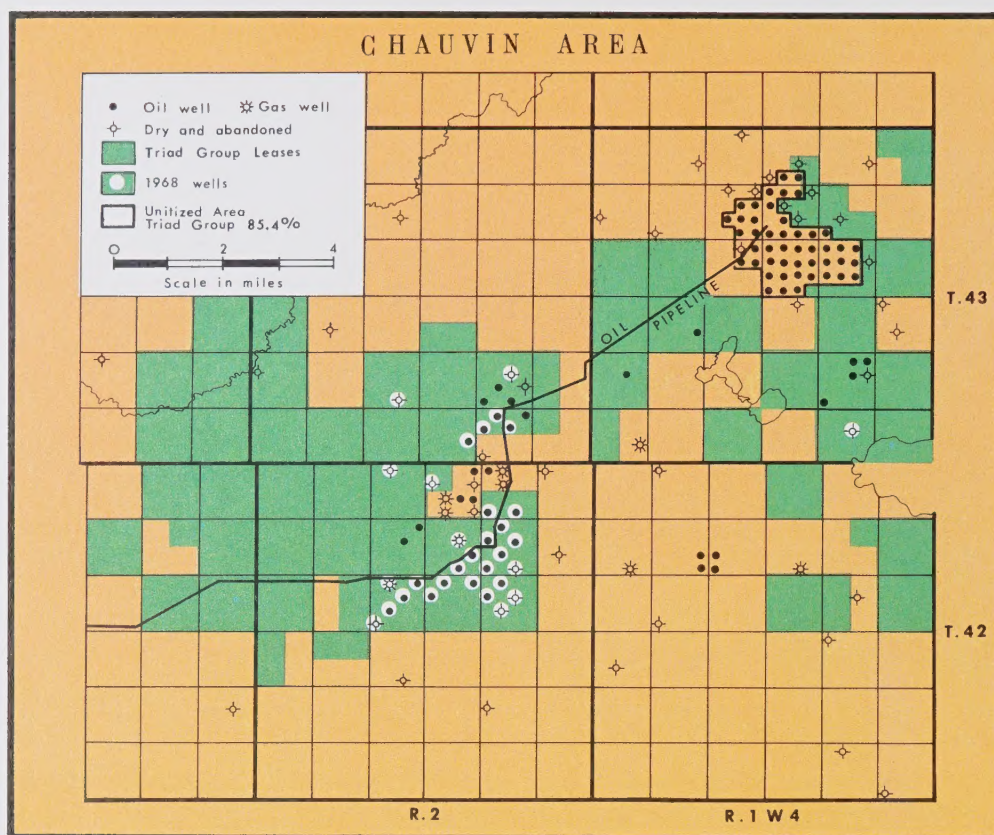 CHAUVIN AREA
Oil well
Gas well
Dry and abandoned
Triad Group Leases
1968 wells
Unitized Area
Triad Group 85.4%
0 2 4
Scale in miles
OIL PIPELINE
T.43
T.42
R.2
R.1 W4